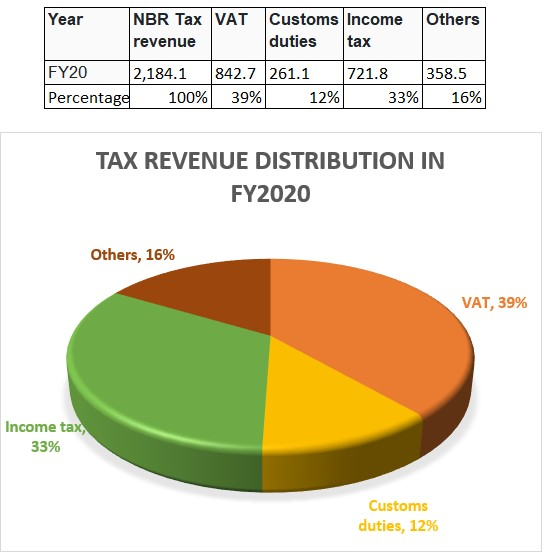 Year NBR Tax revenue VAT Customs duties Income tax Others
FY20 2,184.1 842.7 261.1 721.8 358.5
Percentage 100% 39% 12% 33% 16%
TAX REVENUE DISTRIBUTION IN
FY2020
Others, 16%
VAT, 39%
Income tax,
33%
Customs
duties, 12%